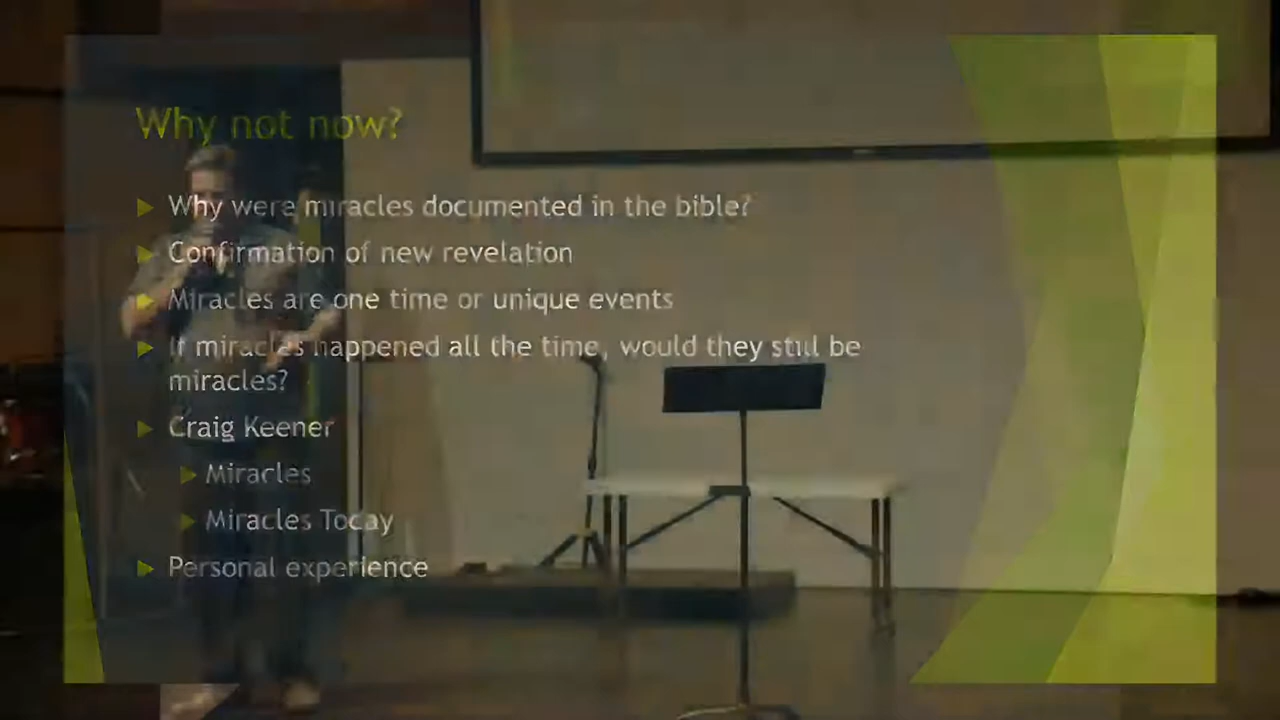 Why not now?
Why were miracles documented in the bible?
Confirmation of new revelation
Miracles are one time or unique events
If miracles happened all the time, would they still be
miracles?
Craig Keener
Miracles
Miracles Today
Personal experience